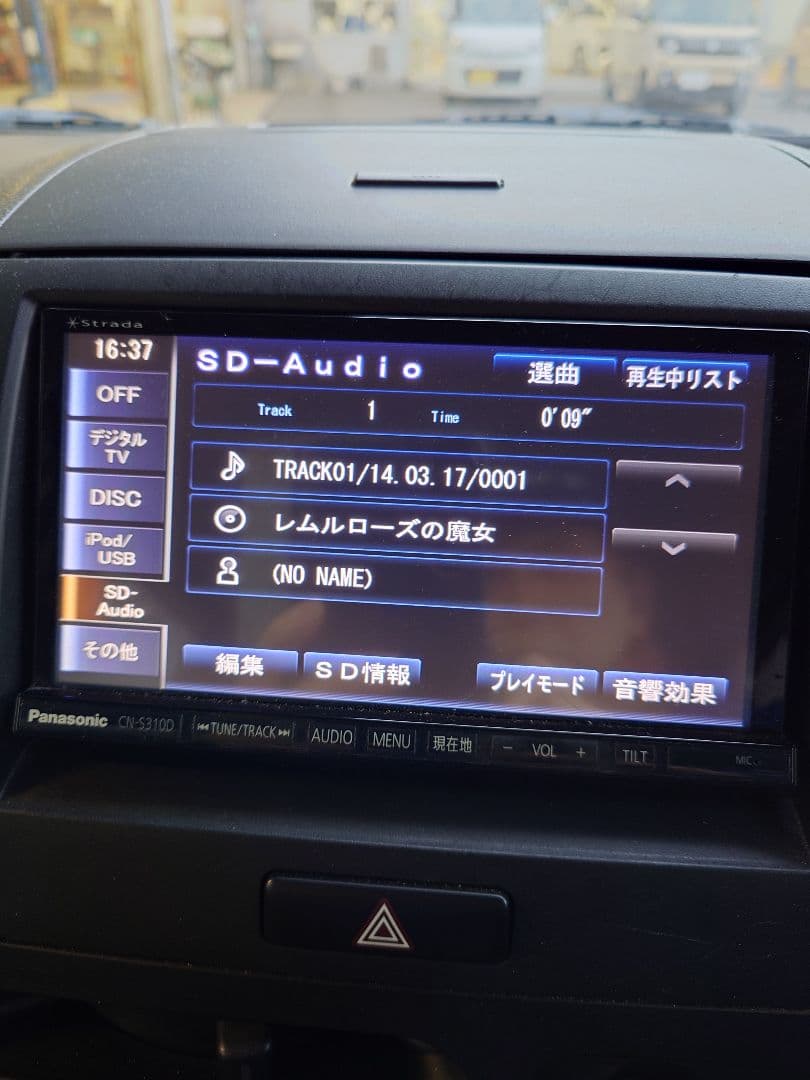 Strada
16:37
SD-Audio
選曲
再生中リスト
OFF
Track 1 Time 0'09"
デジタル
TV
TRACK01/14.03.17/0001
DISC
レムルローズの魔女
iPod/
USB
(NO NAME)
SD-
Audio
その他
編集
SD情報
プレイモード
音響効果
Panasonic CN-S310D TUNE/TRACK AUDIO MENU 現在地 - VOL + TILT MIC